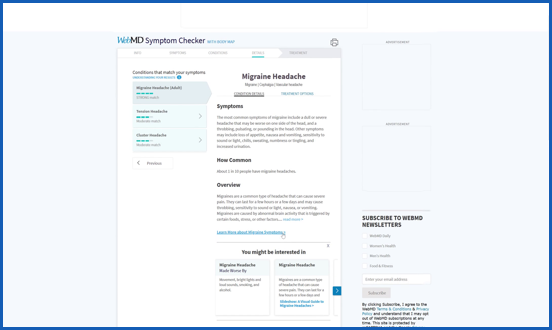 ADVERTISEMENT
WebMD Symptom Checker WITH BODY MAP
INFO SYMPTOMS CONDITIONS DETAILS TREATMENT
Conditions that match your symptoms
UNDERSTANDING YOUR RESULTS
Migraine Headache (Adult)
STRONG match
Tension Headache
Moderate match
Cluster Headache
Moderate match
Previous
Migraine Headache
Migraine | Cephalgia | Vascular headache
CONDITION DETAILS TREATMENT OPTIONS
Symptoms
The most common symptoms of migraine include a dull or severe
headache that may be worse on one side of the head, and a
throbbing, pulsating, or pounding in the head. Other symptoms
may include loss of appetite, nausea, and vomiting, sensitivity to
sound or light, chills, sweating, numbness or tingling, and
increased urination.
How Common
About 1 in 10 people have migraine headaches.
Overview
Migraines are a common type of headache that can cause severe
pain. They can last for a few hours or a few days and may cause
throbbing, sensitivity to sound or light, nausea, or vomiting.
Migraines are caused by abnormal brain activity that is triggered by
certain foods, stress, or other factors... read more >
Learn More about Migraine Symptoms >
You might be interested in
Migraine Headache
Made Worse By
Movement, bright lights and
loud sounds, smoking, and
alcohol.
Migraine Headache
Migraines are a type of
headache that can cause
severe pain. They can last for
a few hours or a few days and
Slideshow: A Visual Guide to
Migraine Headaches >
ADVERTISEMENT
SUBSCRIBE TO WEBMD
NEWSLETTERS
WebMD Daily
Women's Health
Men's Health
Food & Fitness
Enter your email address
Subscribe
By clicking Subscribe, I agree to the
WebMD Terms & Conditions & Privacy
Policy and understand that I may opt
out of WebMD subscriptions at any
time. This site is protected by